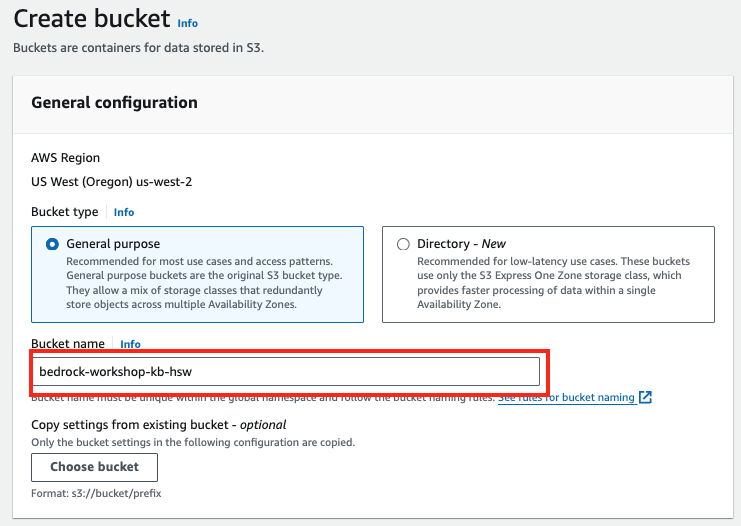 Create bucket Info
Buckets are containers for data stored in S3.
General configuration
AWS Region
US West (Oregon) us-west-2
Bucket type Info
General purpose
Recommended for most use cases and access patterns.
General purpose buckets are the original S3 bucket type.
They allow a mix of storage classes that redundantly
store objects across multiple Availability Zones.
Directory - New
Recommended for low-latency use cases. These buckets
use only the S3 Express One Zone storage class, which
provides faster processing of data within a single
Availability Zone.
Bucket name Info
bedrock-workshop-kb-hsw
Bucket name must be unique within the global namespace and follow the bucket naming rules. See rules for bucket naming
Copy settings from existing bucket - optional
Only the bucket settings in the following configuration are copied.
Choose bucket
Format: s3://bucket/prefix